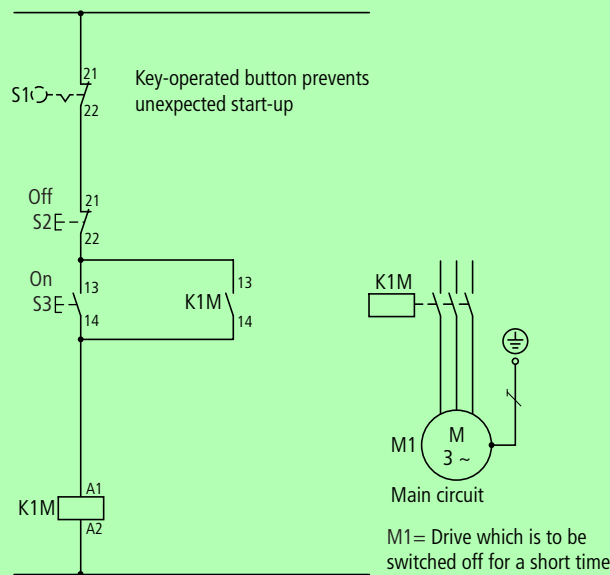 21
S1
22
Key-operated button prevents
unexpected start-up
Off
21
S2
22
On
13
S3
14
K1M
13
14
K1M
A1
A2
K1M
M1
M
3 ~
Main circuit
M1= Drive which is to be
switched off for a short time